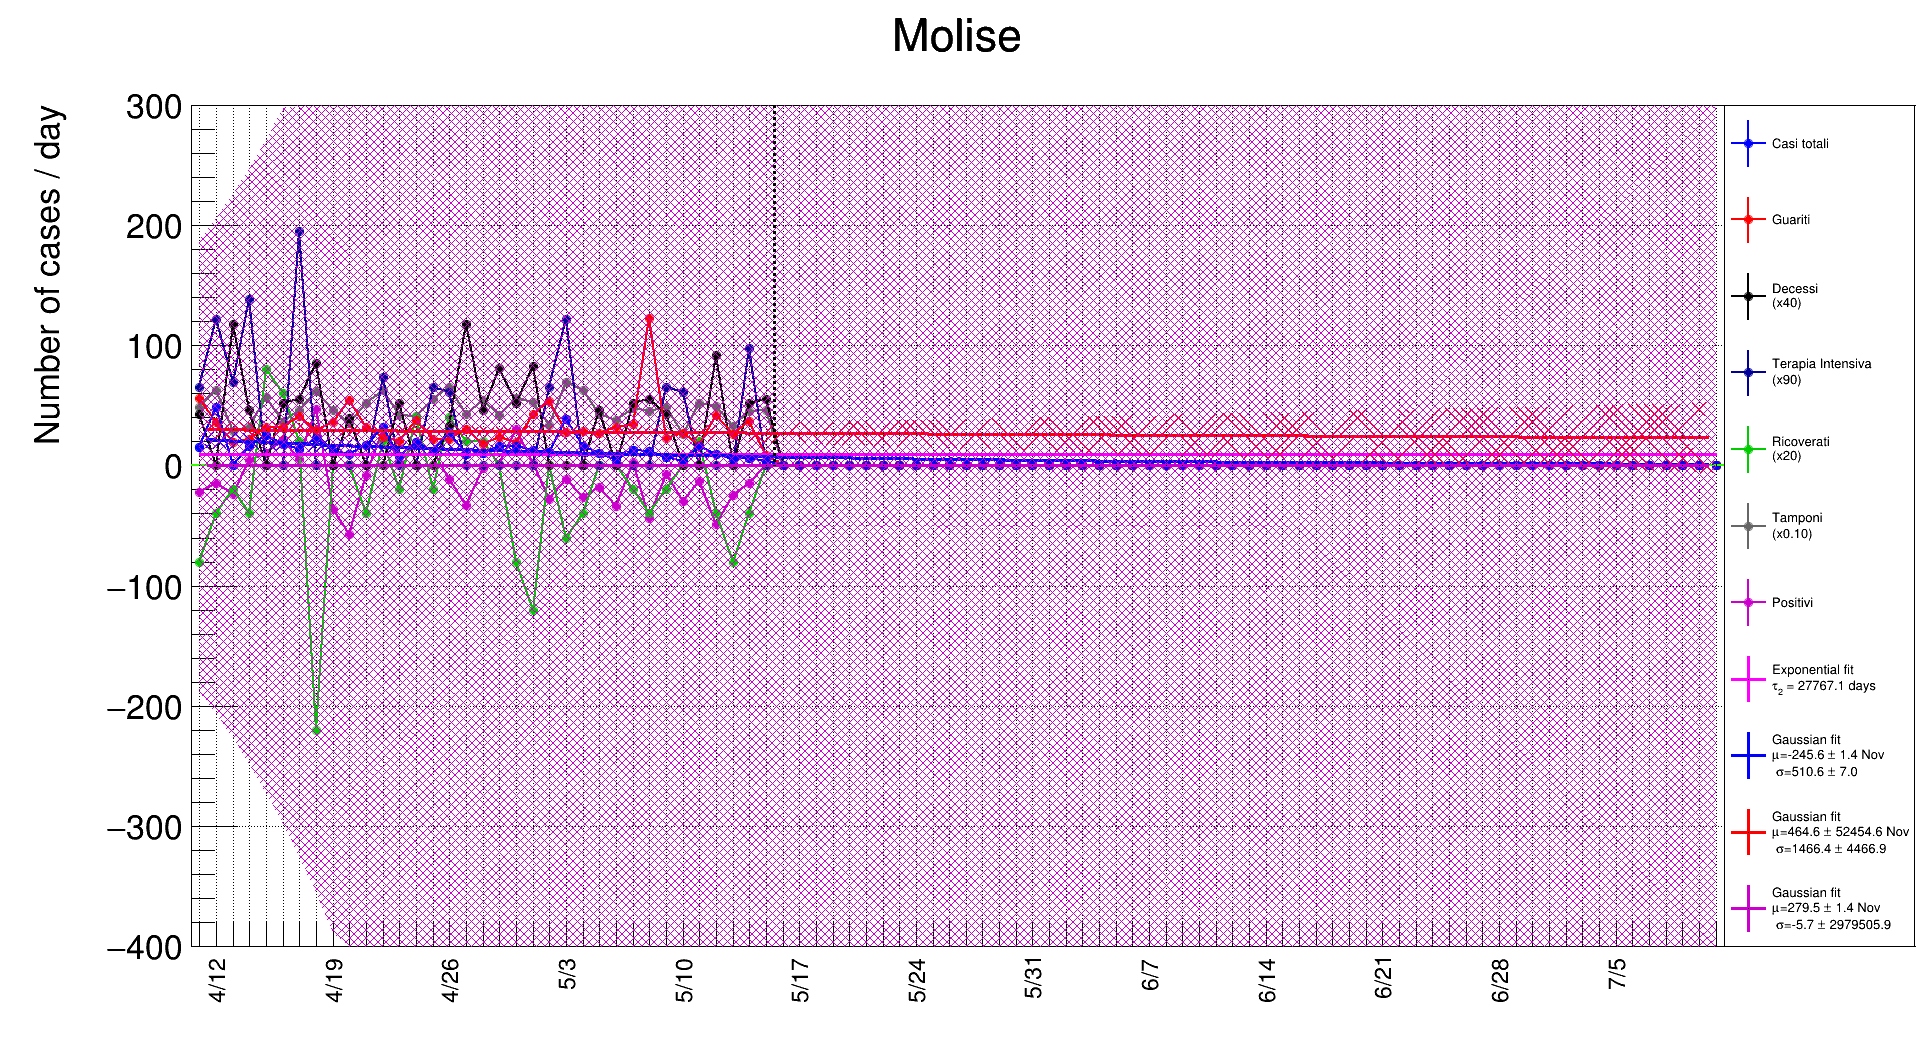 Molise
Number of cases / day
300
200
100
0
−100
−200
−300
−400
4/12
4/19
4/26
5/3
5/10
5/17
5/24
5/31
6/7
6/14
6/21
6/28
7/5
Casi totali
Guariti
Decessi
(x40)
Terapia Intensiva
(x90)
Ricoverati
(x20)
Tamponi
(x0.10)
Positivi
Exponential fit
τ2 = 27767.1 days
Gaussian fit
μ=-245.6 ± 1.4 Nov
σ=510.6 ± 7.0
Gaussian fit
μ=464.6 ± 52454.6 Nov
σ=1466.4 ± 4466.9
Gaussian fit
μ=279.5 ± 1.4 Nov
σ=-5.7 ± 2979505.9